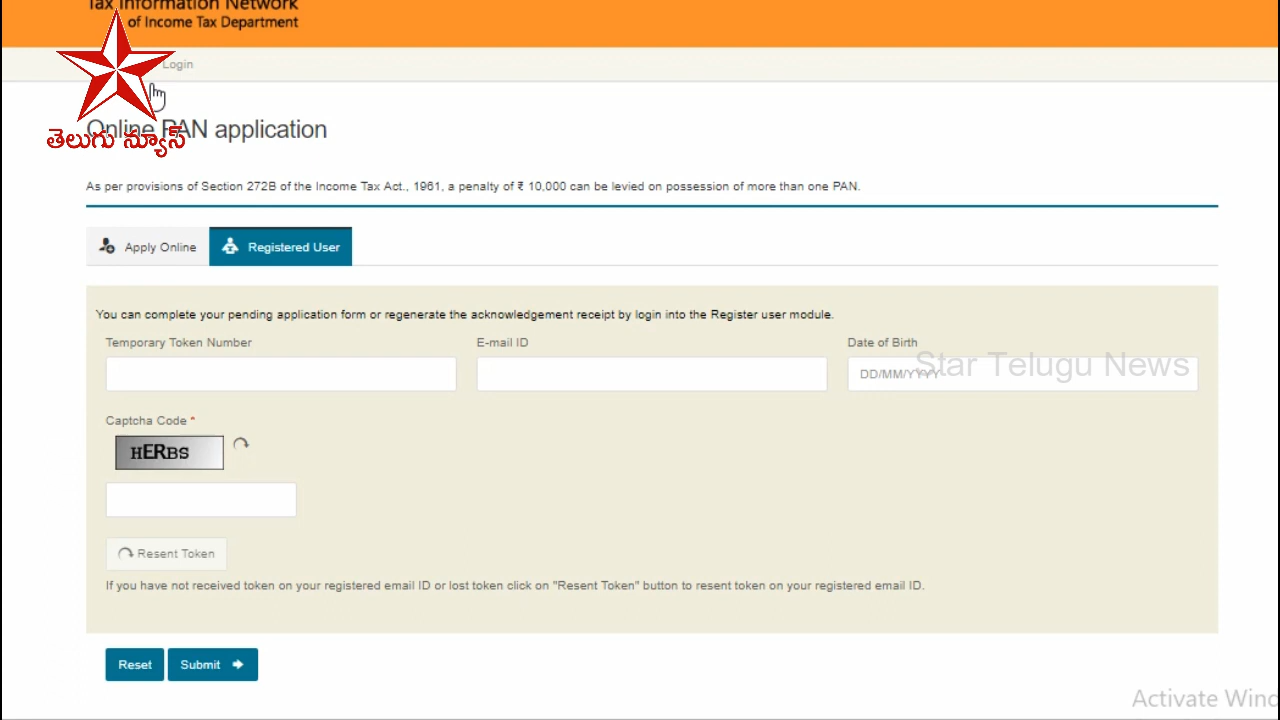 Tax Information Network
of Income Tax Department
Login
తెలుగు న్యూస్
Online PAN application
As per provisions of Section 272B of the Income Tax Act., 1961, a penalty of ₹ 10,000 can be levied on possession of more than one PAN.
Apply Online
Registered User
You can complete your pending application form or regenerate the acknowledgement receipt by login into the Register user module.
Temporary Token Number
E-mail ID
Date of Birth
DD/MM/YYYY
Star Telugu News
Captcha Code *
HERBS
Resent Token
If you have not received token on your registered email ID or lost token click on "Resent Token" button to resent token on your registered email ID.
Reset
Submit
Activate Wind